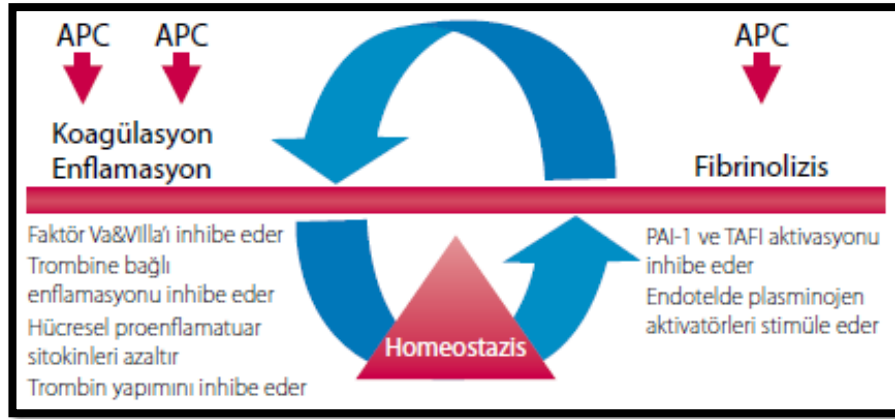 APC
APC
APC
Koagülasyon
Enflamasyon
Fibrinolizis
Faktör Va&VIIIa'ı inhibe eder
Trombine bağlı
enflamasyonu inhibe eder
Hücresel proenflamatuar
sitokinleri azaltır
Trombin yapımını inhibe eder
Homeostazis
PAI-1 ve TAFI aktivasyonu
inhibe eder
Endotelde plasminojen
aktivatörleri stimüle eder